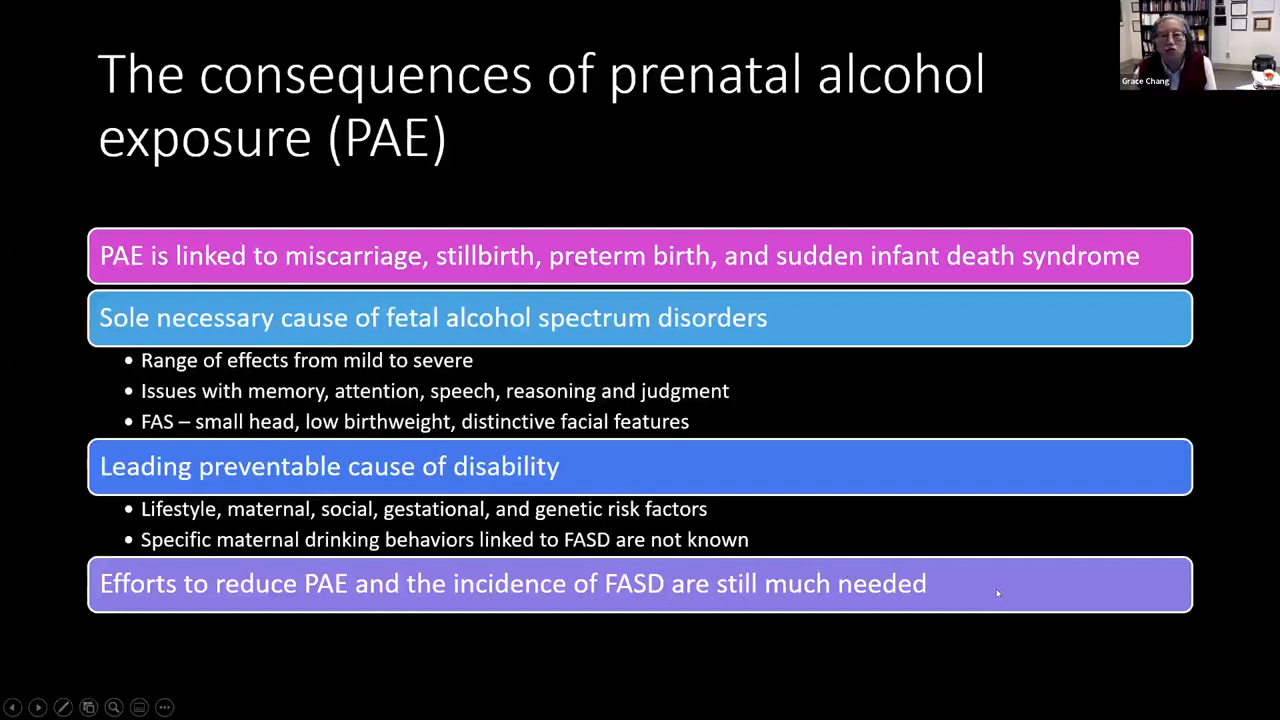 The consequences of prenatal alcohol
exposure (PAE)
Grace Chang
PAE is linked to miscarriage, stillbirth, preterm birth, and sudden infant death syndrome
Sole necessary cause of fetal alcohol spectrum disorders
• Range of effects from mild to severe
• Issues with memory, attention, speech, reasoning and judgment
• FAS – small head, low birthweight, distinctive facial features
Leading preventable cause of disability
• Lifestyle, maternal, social, gestational, and genetic risk factors
• Specific maternal drinking behaviors linked to FASD are not known
Efforts to reduce PAE and the incidence of FASD are still much needed